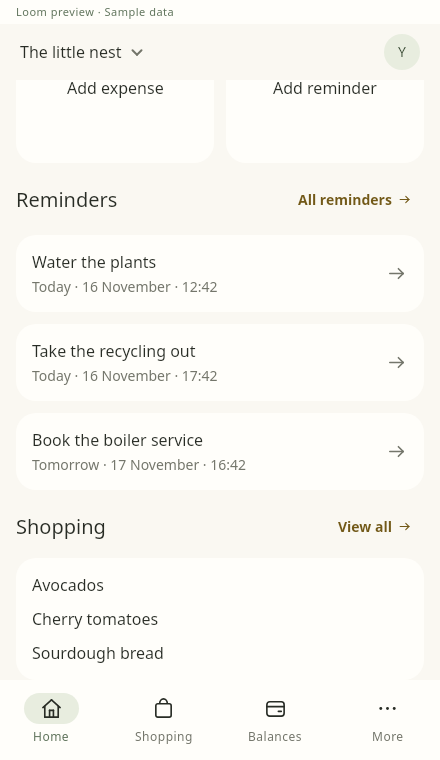 Loom preview · Sample data
The little nest
Y
Add expense
Add reminder
Reminders
All reminders →
Water the plants
Today · 16 November · 12:42
Take the recycling out
Today · 16 November · 17:42
Book the boiler service
Tomorrow · 17 November · 16:42
Shopping
View all →
Avocados
Cherry tomatoes
Sourdough bread
Home
Shopping
Balances
More